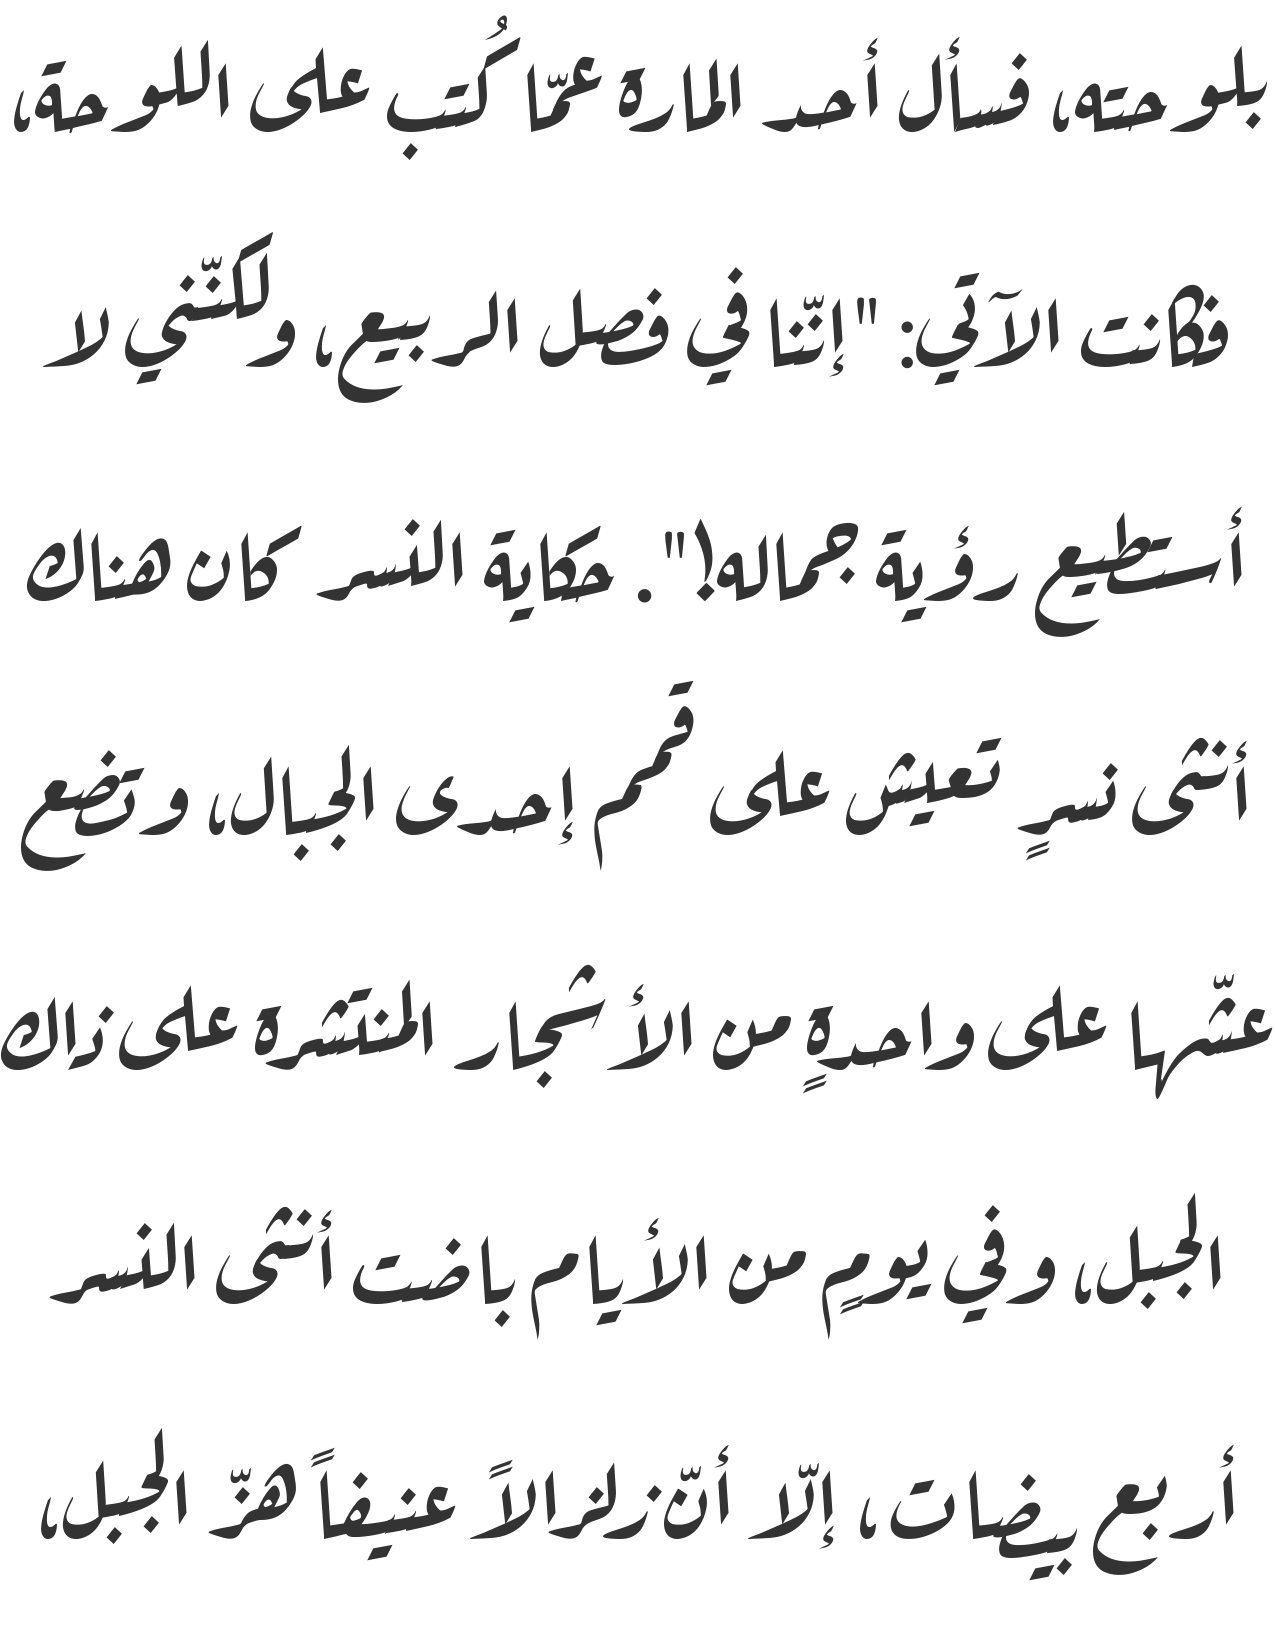 بلوحته، فسأل أحد المارة عمّا كُتب على اللوحة،
فكانت الآتي: "إنّنا في فصل الربيع، ولكنّني لا
أستطيع رؤية جماله!". حكاية النسر كان هناك
أنثى نسرٍ تعيش على قمم إحدى الجبال، وتضع
عشّها على واحدةٍ من الأشجار المنتشرة على ذاك
الجبل، وفي يومٍ من الأيام باضت أنثى النسر
أربع بيضات، إلّا أنّ زلزالاً عنيفاً هزّ الجبل،